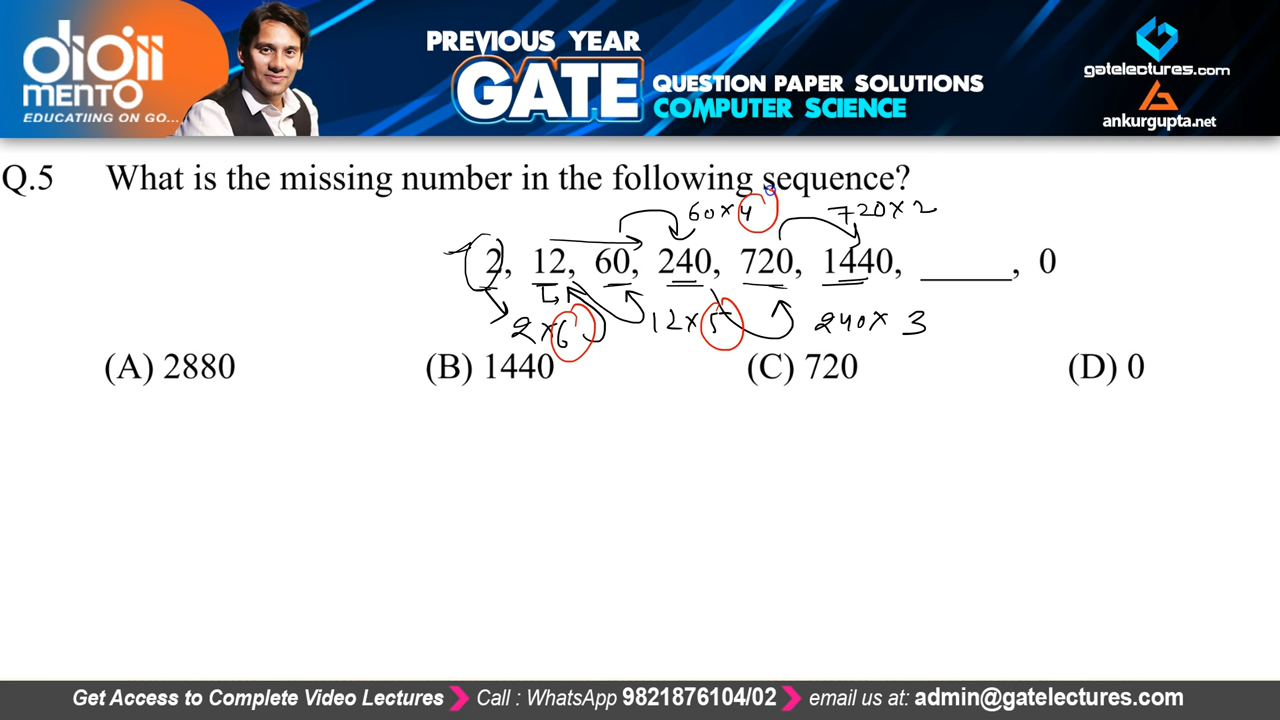 digii
MENTO
EDUCATIING ON GO...
PREVIOUS YEAR
GATE
QUESTION PAPER SOLUTIONS
COMPUTER SCIENCE
gatelectures.com
ankurgupta.net
Q.5 What is the missing number in the following sequence?
60×4 720×2
2, 12, 60, 240, 720, 1440, ______, 0
2×6 12×5 240×3
(A) 2880 (B) 1440 (C) 720 (D) 0
Get Access to Complete Video Lectures Call : WhatsApp 9821876104/02 email us at: admin@gatelectures.com